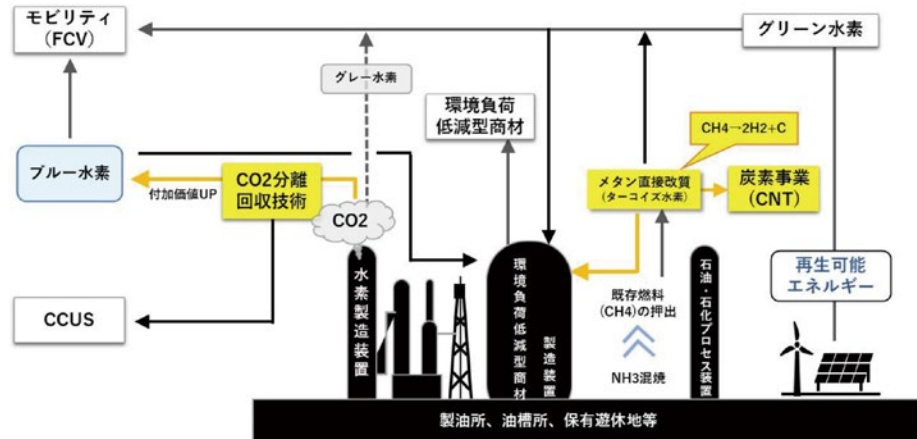 モビリティ
(FCV)
グリーン水素
グレー水素
環境負荷
低減型商材
CH4→2H2+C
ブルー水素
付加価値UP
CO2分離
回収技術
メタン直接改質
(ターコイズ水素)
炭素事業
(CNT)
CO2
再生可能
エネルギー
水素製造装置
環境負荷低減型商材
製造装置
既存燃料
(CH4)の押出
石油・石化プロセス装置
CCUS
NH3混焼
製油所、油槽所、保有遊休地等